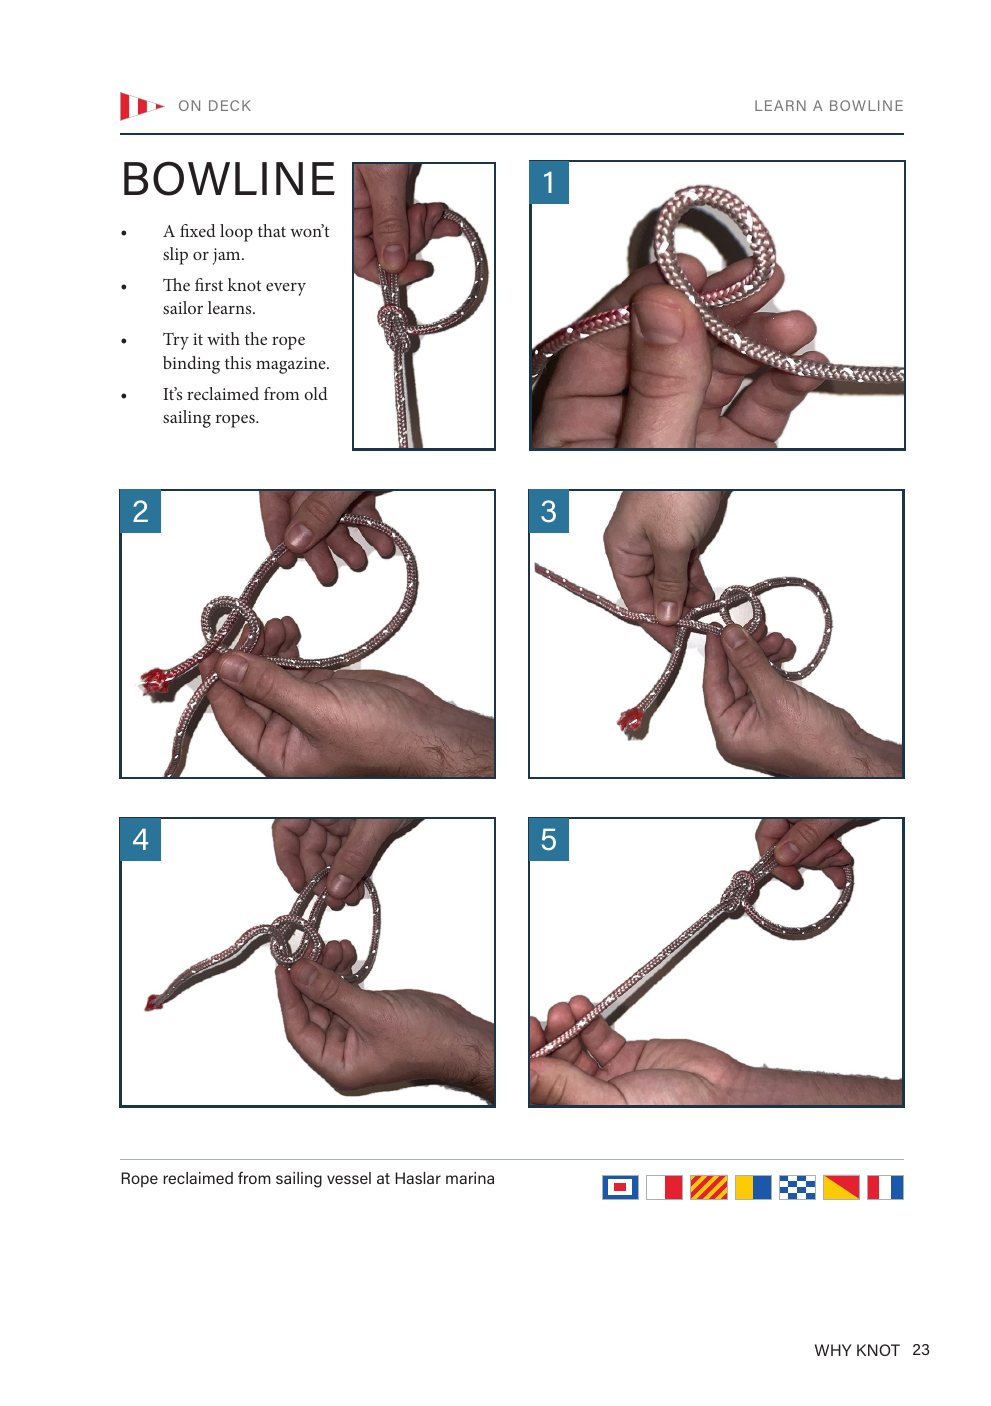 ON DECK
LEARN A BOWLINE
BOWLINE
• A fixed loop that won’t
slip or jam.
• The first knot every
sailor learns.
• Try it with the rope
binding this magazine.
• It’s reclaimed from old
sailing ropes.
1
2
3
4
5
Rope reclaimed from sailing vessel at Haslar marina
WHY KNOT 23